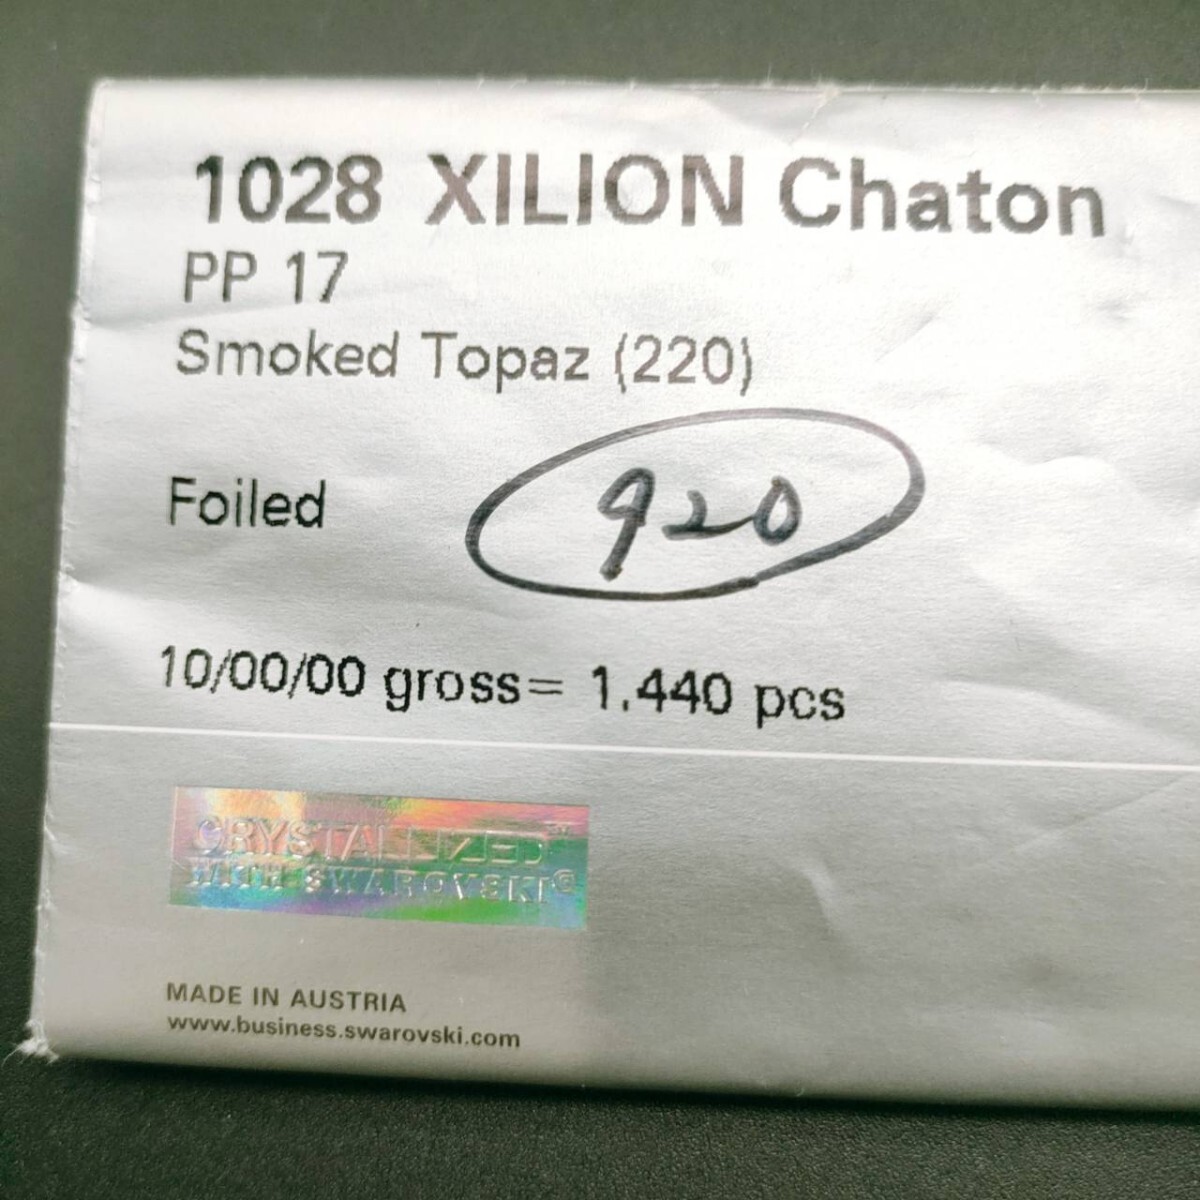 1028 XILION Chaton
PP 17
Smoked Topaz (220)
Foiled
920
10/00/00 gross= 1.440 pcs
CRYSTALLIZED™
WITH SWAROVSKI®
MADE IN AUSTRIA
www.business.swarovski.com